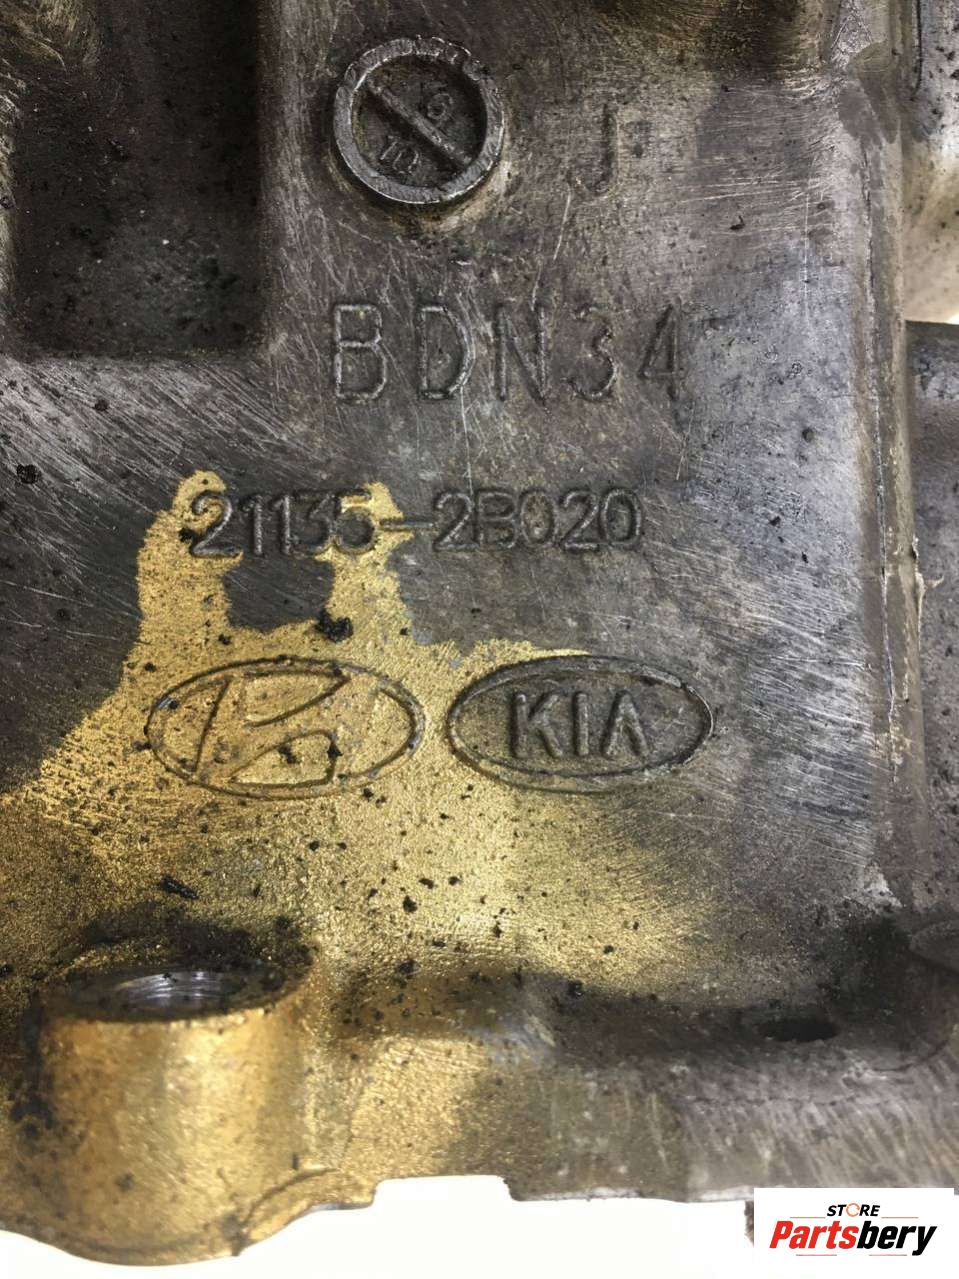 J
BDN34
21135-2B020
KIA
STORE
Partsbery